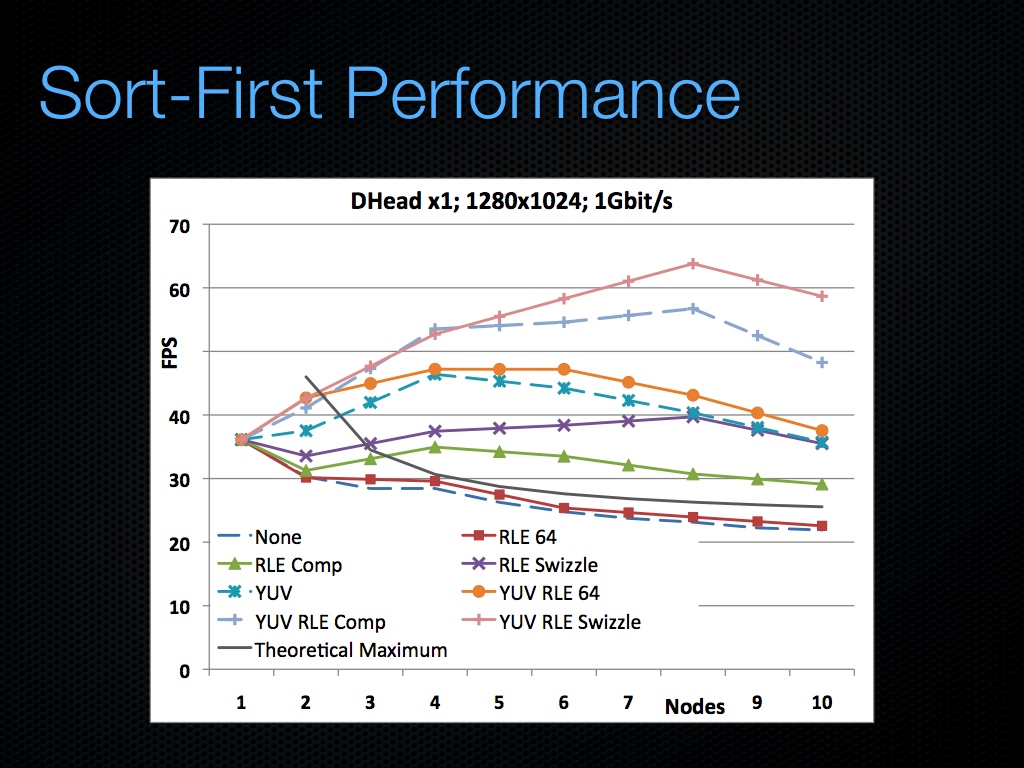 Sort-First Performance
DHead x1; 1280x1024; 1Gbit/s
70
60
40
30
20
10
0
FPS
None
RLE 64
RLE Comp
RLE Swizzle
YUV
YUV RLE 64
YUV RLE Comp
YUV RLE Swizzle
Theoretical Maximum
1 2 3 4 5 6 7 Nodes 9 10